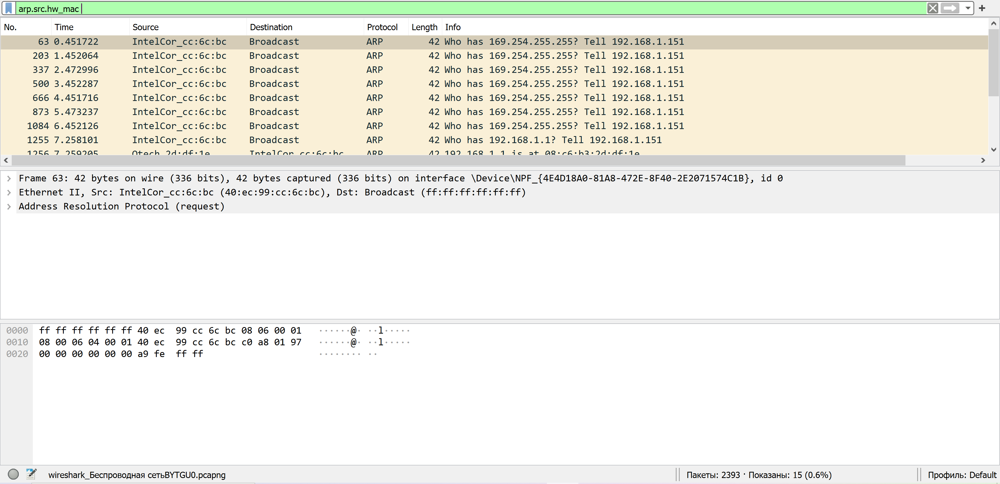 arp.src.hw_mac
No. Time Source Destination Protocol Length Info
63 0.451722 IntelCor_cc:6c:bc Broadcast ARP 42 Who has 169.254.255.255? Tell 192.168.1.151
203 1.452064 IntelCor_cc:6c:bc Broadcast ARP 42 Who has 169.254.255.255? Tell 192.168.1.151
337 2.472996 IntelCor_cc:6c:bc Broadcast ARP 42 Who has 169.254.255.255? Tell 192.168.1.151
500 3.452287 IntelCor_cc:6c:bc Broadcast ARP 42 Who has 169.254.255.255? Tell 192.168.1.151
666 4.451716 IntelCor_cc:6c:bc Broadcast ARP 42 Who has 169.254.255.255? Tell 192.168.1.151
873 5.473237 IntelCor_cc:6c:bc Broadcast ARP 42 Who has 169.254.255.255? Tell 192.168.1.151
1084 6.452126 IntelCor_cc:6c:bc Broadcast ARP 42 Who has 169.254.255.255? Tell 192.168.1.151
1255 7.258101 IntelCor_cc:6c:bc Broadcast ARP 42 Who has 192.168.1.1? Tell 192.168.1.151
1256 7.259205 Qtech_2d:df:1e IntelCor_cc:6c:bc ARP 42 192.168.1.1 is at 08:c6:b3:2d:df:1e
Frame 63: 42 bytes on wire (336 bits), 42 bytes captured (336 bits) on interface \Device\NPF_{4E4D18A0-81A8-472E-8F40-2E2071574C1B}, id 0
Ethernet II, Src: IntelCor_cc:6c:bc (40:ec:99:cc:6c:bc), Dst: Broadcast (ff:ff:ff:ff:ff:ff)
Address Resolution Protocol (request)
0000 ff ff ff ff ff ff 40 ec 99 cc 6c bc 08 06 00 01 ······@· ··l·····
0010 08 00 06 04 00 01 40 ec 99 cc 6c bc c0 a8 01 97 ······@· ··l·····
0020 00 00 00 00 00 00 a9 fe ff ff ········ ··
wireshark_Беспроводная сетьBYTGU0.pcapng Пакеты: 2393 · Показаны: 15 (0.6%) Профиль: Default